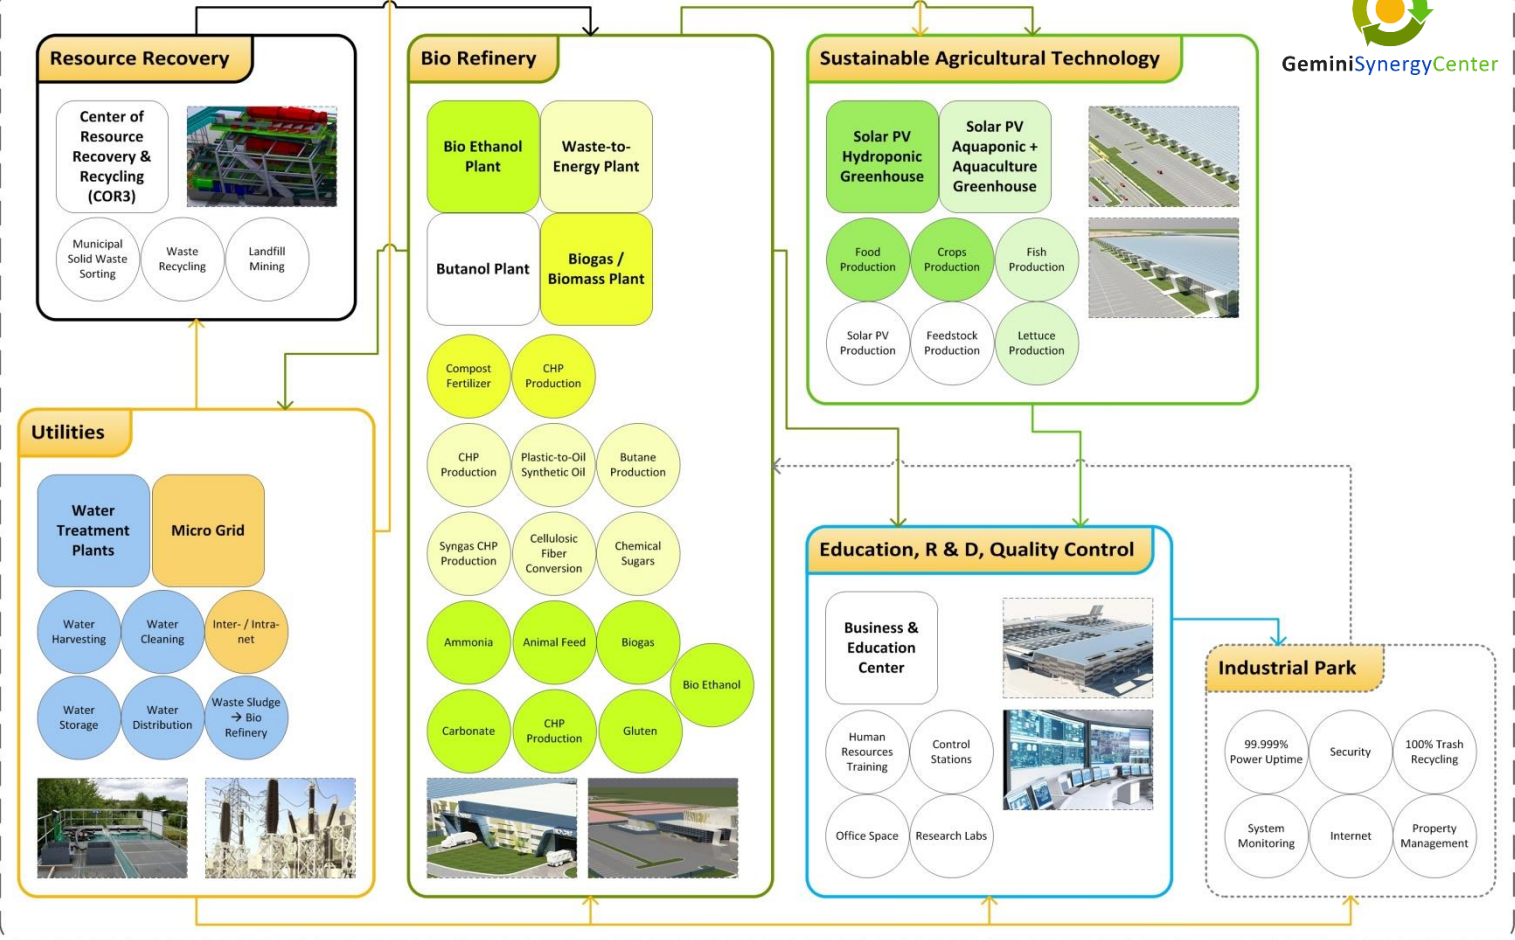 GeminiSynergyCenter
Resource Recovery
Center of
Resource
Recovery &
Recycling
(COR3)
Municipal
Solid Waste
Sorting
Waste
Recycling
Landfill
Mining
Utilities
Water
Treatment
Plants
Micro Grid
Water
Harvesting
Water
Cleaning
Inter- / Intra-
net
Water
Storage
Water
Distribution
Waste Sludge
→ Bio
Refinery
Bio Refinery
Bio Ethanol
Plant
Waste-to-
Energy Plant
Butanol Plant
Biogas /
Biomass Plant
Compost
Fertilizer
CHP
Production
CHP
Production
Plastic-to-Oil
Synthetic Oil
Butane
Production
Syngas CHP
Production
Cellulosic
Fiber
Conversion
Chemical
Sugars
Ammonia
Animal Feed
Biogas
Bio Ethanol
Carbonate
CHP
Production
Gluten
Sustainable Agricultural Technology
Solar PV
Hydroponic
Greenhouse
Solar PV
Aquaponic +
Aquaculture
Greenhouse
Food
Production
Crops
Production
Fish
Production
Solar PV
Production
Feedstock
Production
Lettuce
Production
Education, R & D, Quality Control
Business &
Education
Center
Human
Resources
Training
Control
Stations
Office Space
Research Labs
Industrial Park
99.999%
Power Uptime
Security
100% Trash
Recycling
System
Monitoring
Internet
Property
Management